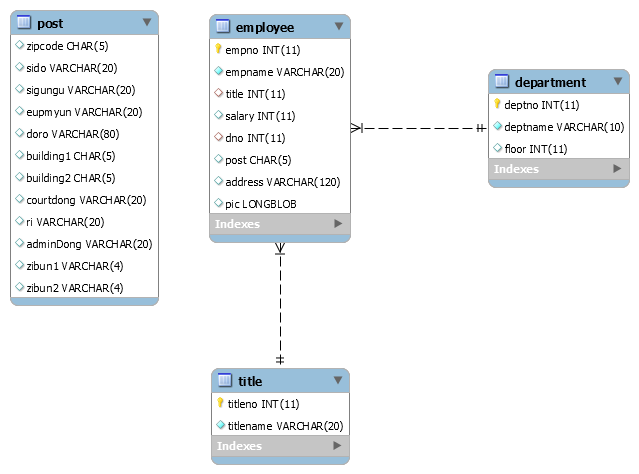 post
zipcode CHAR(5)
sido VARCHAR(20)
sigungu VARCHAR(20)
eupmyun VARCHAR(20)
doro VARCHAR(80)
building1 CHAR(5)
building2 CHAR(5)
courtdong VARCHAR(20)
ri VARCHAR(20)
adminDong VARCHAR(20)
zibun1 VARCHAR(4)
zibun2 VARCHAR(4)
employee
empno INT(11)
empname VARCHAR(20)
title INT(11)
salary INT(11)
dno INT(11)
post CHAR(5)
address VARCHAR(120)
pic LONGBLOB
Indexes
department
deptno INT(11)
deptname VARCHAR(10)
floor INT(11)
Indexes
title
titleno INT(11)
titlename VARCHAR(20)
Indexes